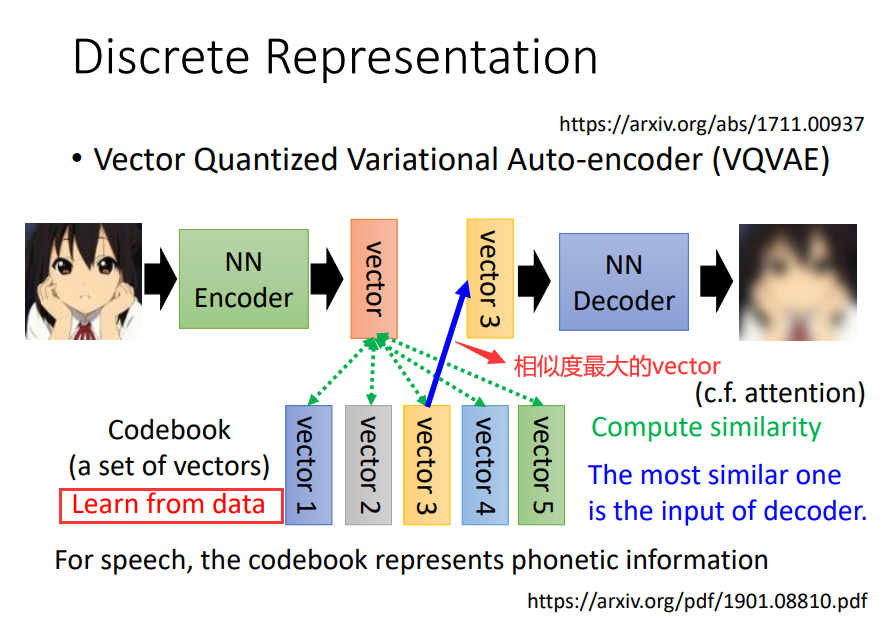 Discrete Representation
https://arxiv.org/abs/1711.00937
• Vector Quantized Variational Auto-encoder (VQVAE)
NN
Encoder
vector
vector 3
NN
Decoder
相似度最大的vector
(c.f. attention)
Codebook
(a set of vectors)
Learn from data
vector 1
vector 2
vector 3
vector 4
vector 5
Compute similarity
The most similar one
is the input of decoder.
For speech, the codebook represents phonetic information
https://arxiv.org/pdf/1901.08810.pdf